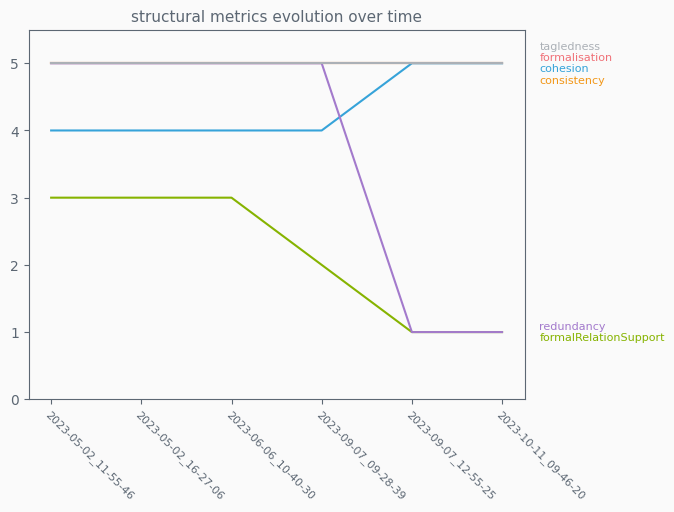 structural metrics evolution over time
tagledness
formalisation
cohesion
consistency
5
4
3
2
1
0
redundancy
formalRelationSupport
2023-05-02_11-55-46
2023-05-02_16-27-06
2023-06-06_10-40-30
2023-09-07_09-28-39
2023-09-07_12-55-25
2023-10-11_09-46-20